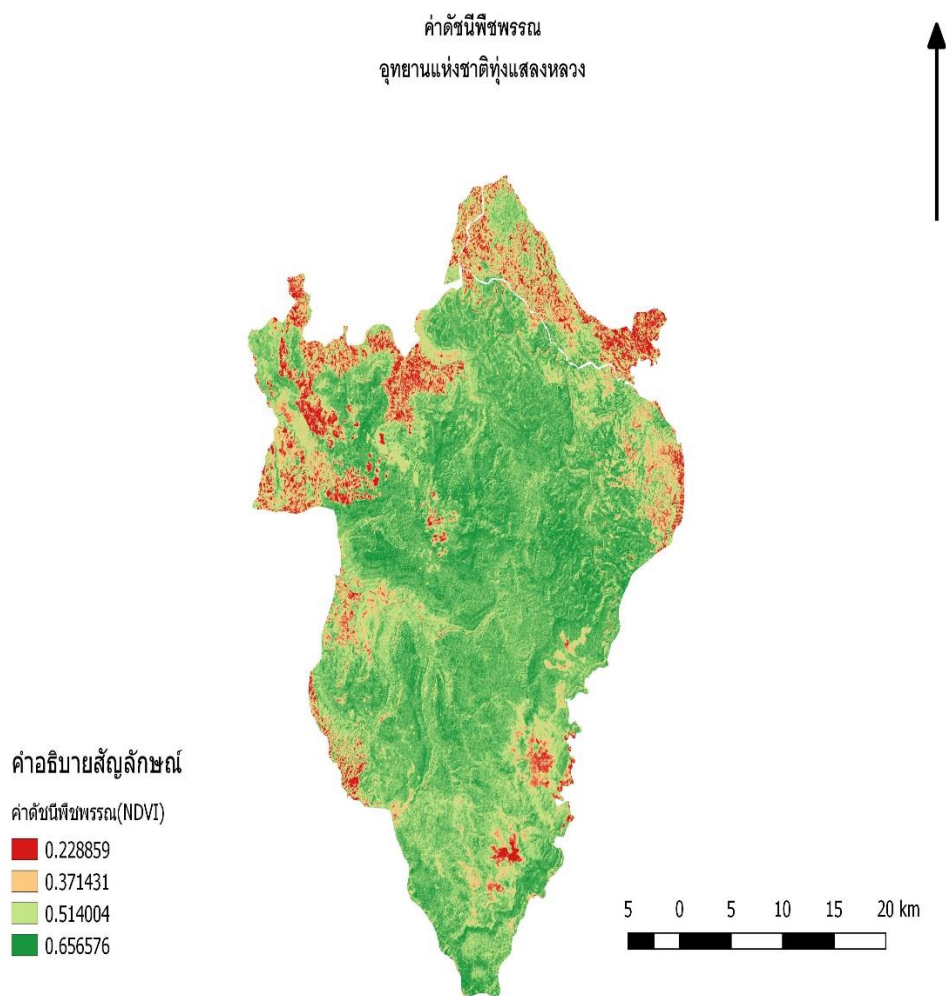 ค่าดัชนีพืชพรรณ
อุทยานแห่งชาติทุ่งแสลงหลวง
คำอธิบายสัญลักษณ์
ค่าดัชนีพืชพรรณ(NDVI)
0.228859
0.371431
0.514004
0.656576
5 0 5 10 15 20 km